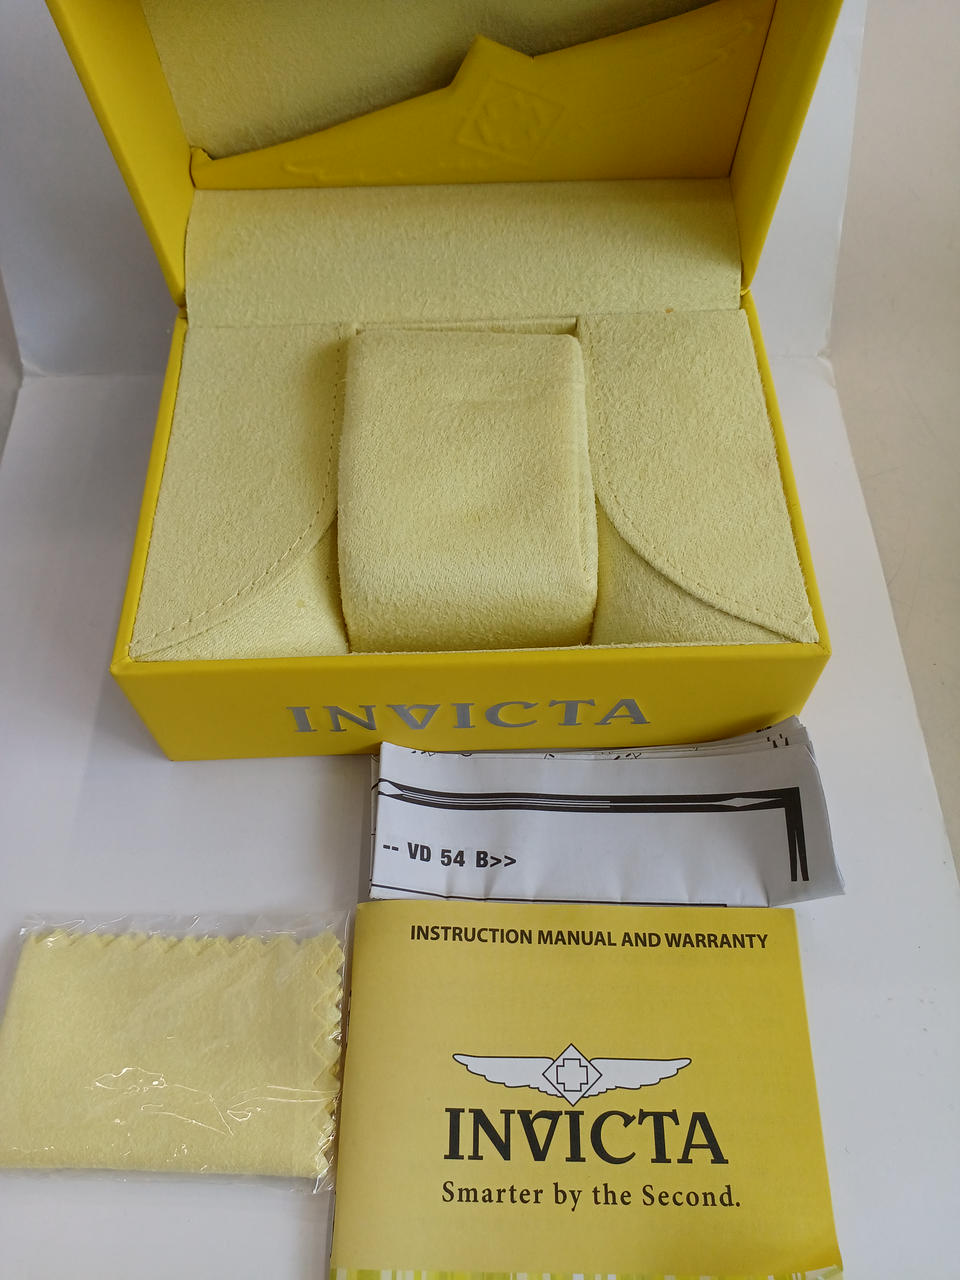 INVICTA
-- VD 54 B>>
INSTRUCTION MANUAL AND WARRANTY
INVICTA
Smarter by the Second.